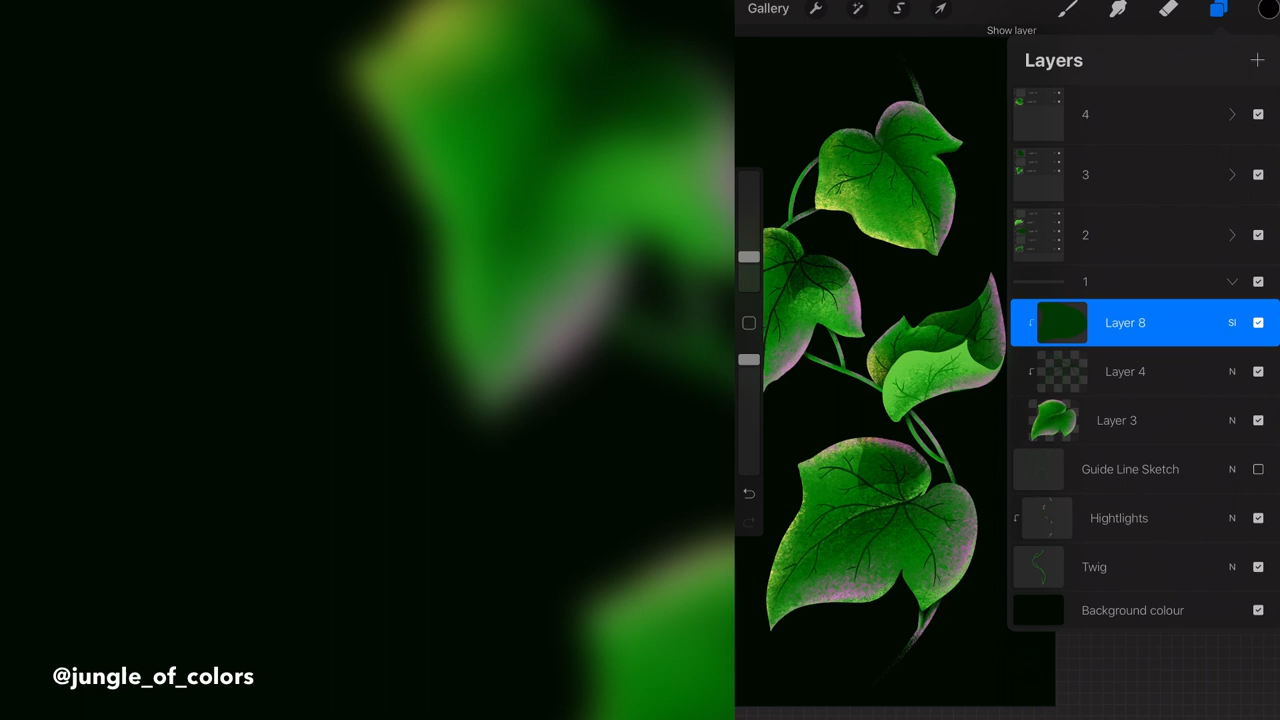 Gallery
Show layer
Layers
4
3
2
1
Layer 8 SI
Layer 4 N
Layer 3 N
Guide Line Sketch N
Hightlights N
Twig N
Background colour
@jungle_of_colors